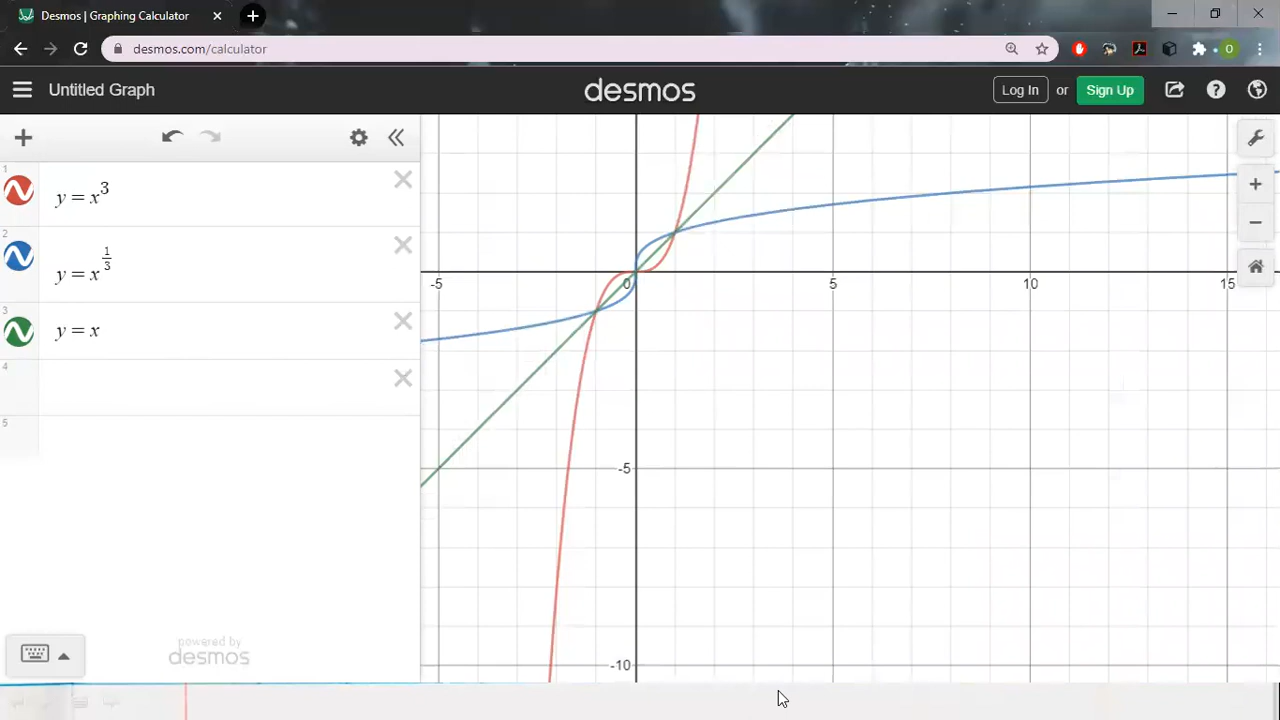 Desmos | Graphing Calculator
desmos.com/calculator
O
Untitled Graph
desmos
Log In or Sign Up
1
y = x^3
2
y = x^{1/3}
3
y = x
4
5
powered by
desmos
-5 0 5 10 15
-5
-10